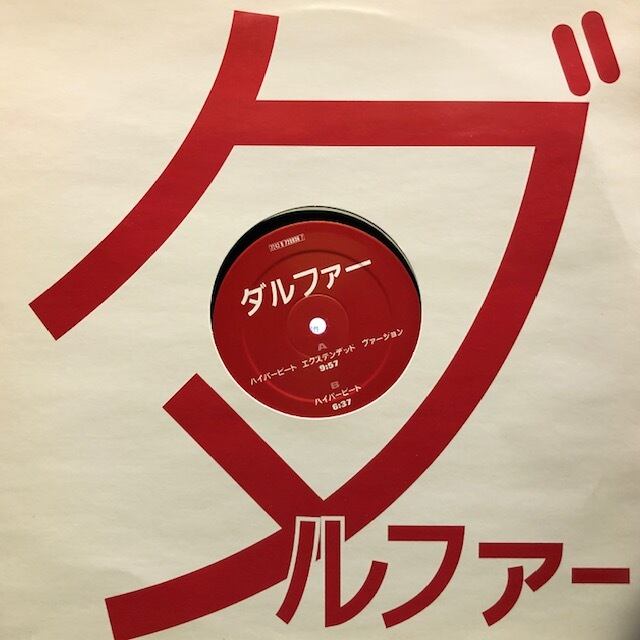 ダルファー
ダルファー
A
ハイパービート エクステンデッド ヴァージョン
9:57
B
ハイパービート
6:37